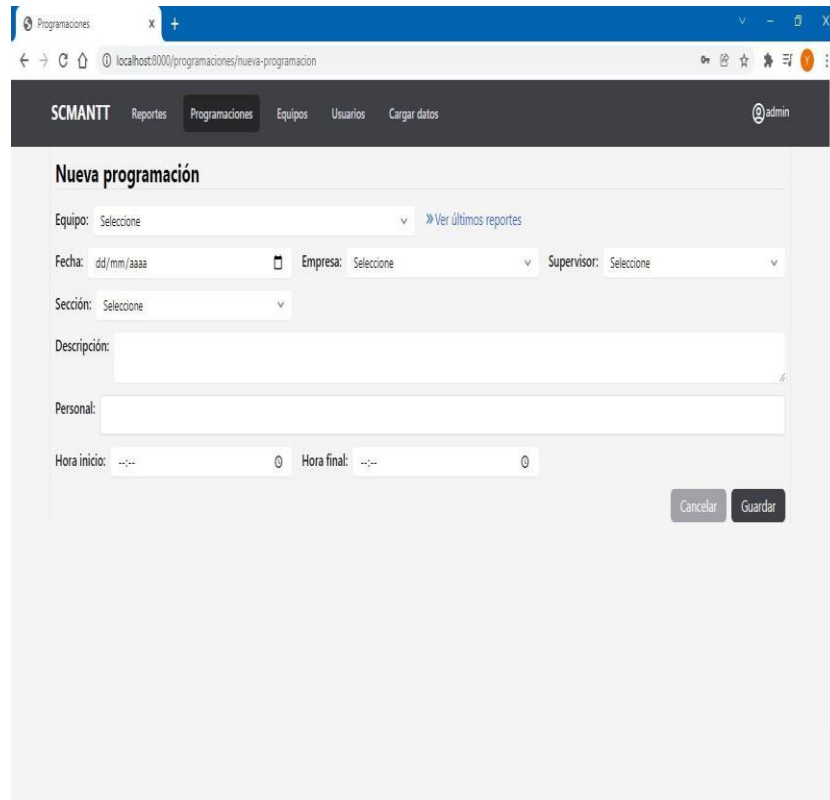 Programaciones
localhost:8000/programaciones/nueva-programacion
Y
SCMANTT Reportes Programaciones Equipos Usuarios Cargar datos admin
Nueva programación
Equipo: Seleccione »Ver últimos reportes
Fecha: dd/mm/aaaa Empresa: Seleccione Supervisor: Seleccione
Sección: Seleccione
Descripción:
Personal:
Hora inicio: --:-- Hora final: --:--
Cancelar Guardar